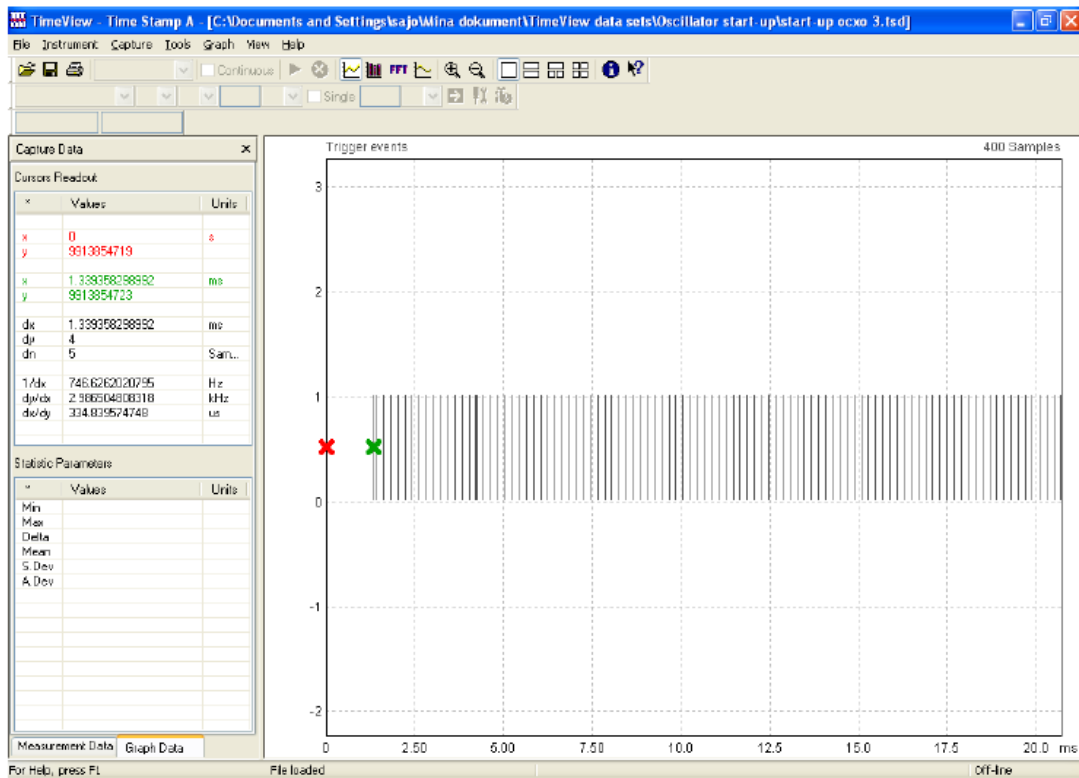 TimeView - Time Stamp A - [C:\Documents and Settings\sajo\Mina dokument\TimeView data sets\Oscillator start-up\start-up ocxo 3.tsd]
File Instrument Capture Tools Graph View Help
Continuous FFT
Single
Capture Data x
Cursors Readout
* Values Units
x 0 s
y 9913854719
x 1.339358298992 ms
y 9913854723
dx 1.339358298992 ms
dy 4
dn 5 Sam...
1/dx 746.6262020795 Hz
dy/dx 2.986504808318 kHz
dx/dy 334.839574748 us
Statistic Parameters
* Values Units
Min
Max
Delta
Mean
S.Dev
A.Dev
Measurement Data Graph Data
Trigger events 400 Samples
3
2
1
0
-1
-2
0 2.50 5.00 7.50 10.0 12.5 15.0 17.5 20.0 ms
For Help, press F1 File loaded Off-line